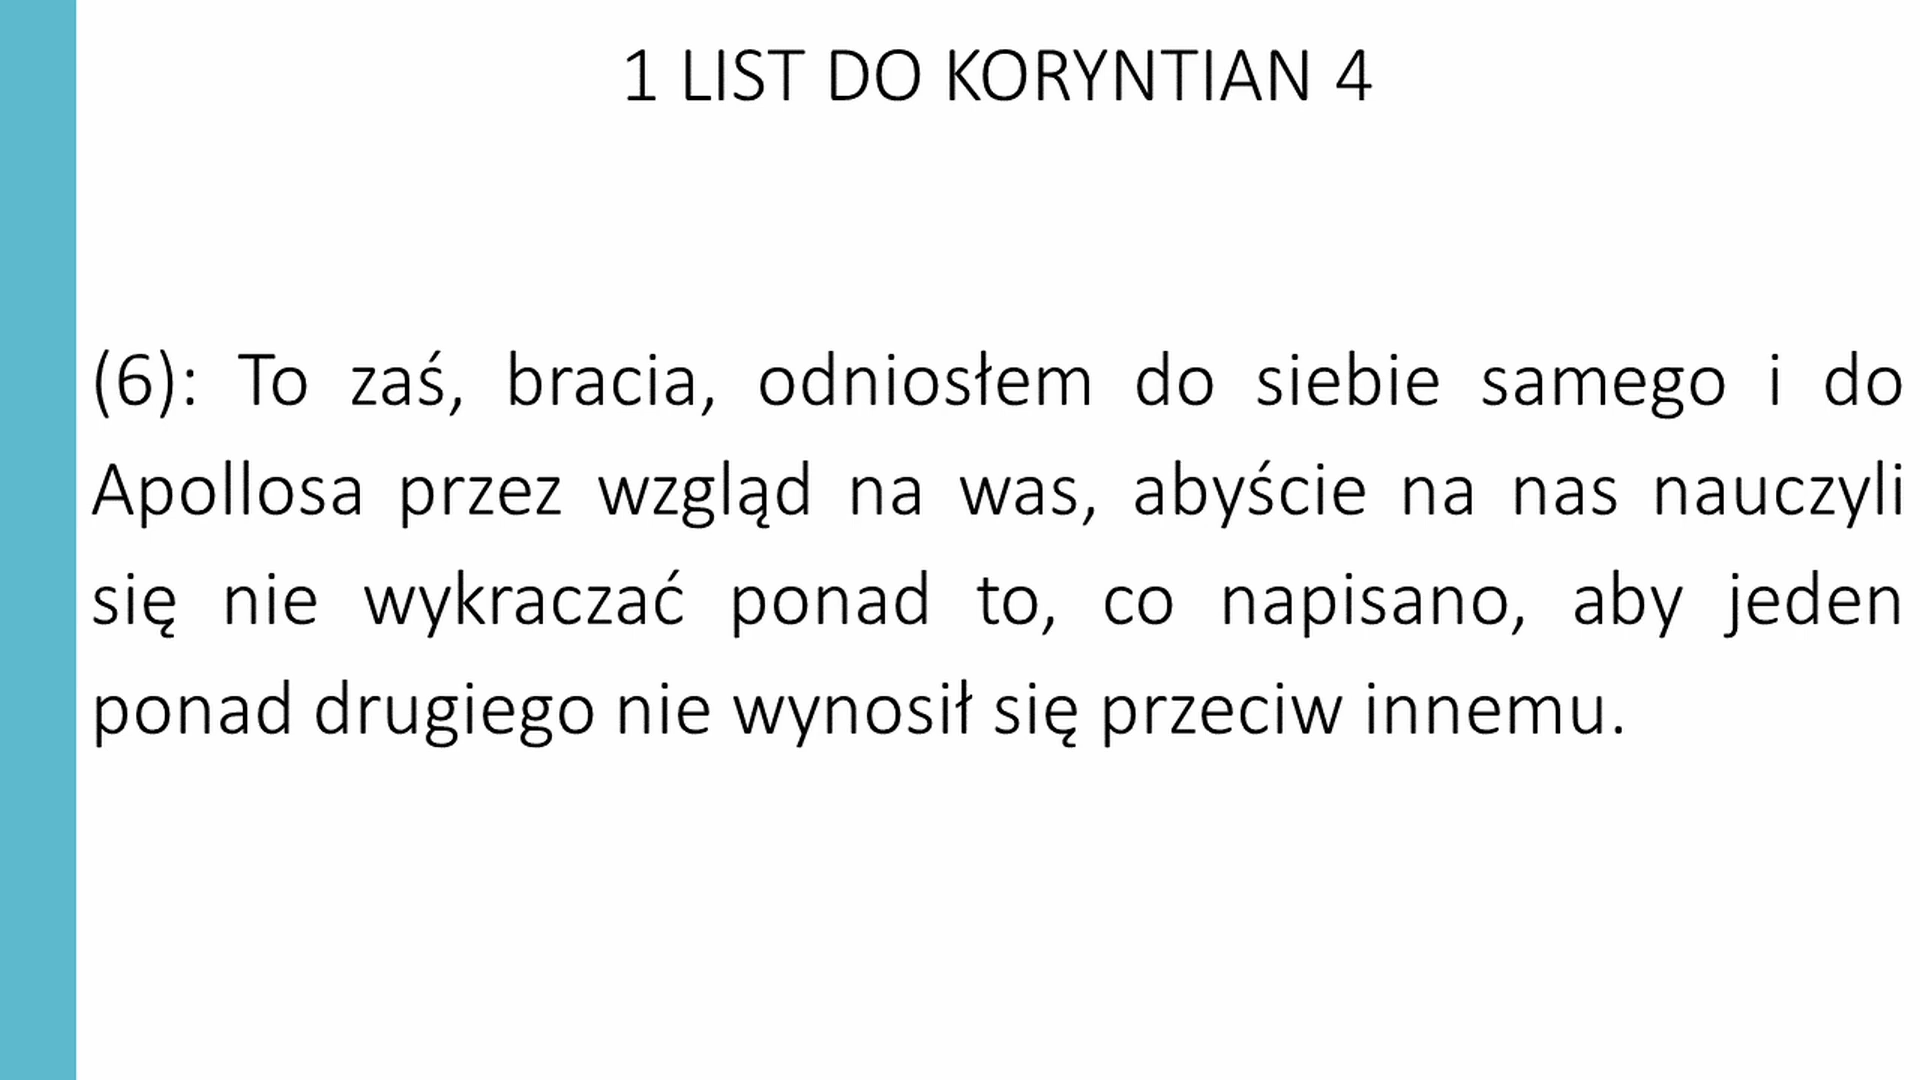 1 LIST DO KORYNTIAN 4
(6): To zaś, bracia, odniosłem do siebie samego i do
Apollosa przez wzgląd na was, abyście na nas nauczyli
się nie wykraczać ponad to, co napisano, aby jeden
ponad drugiego nie wynosił się przeciw innemu.